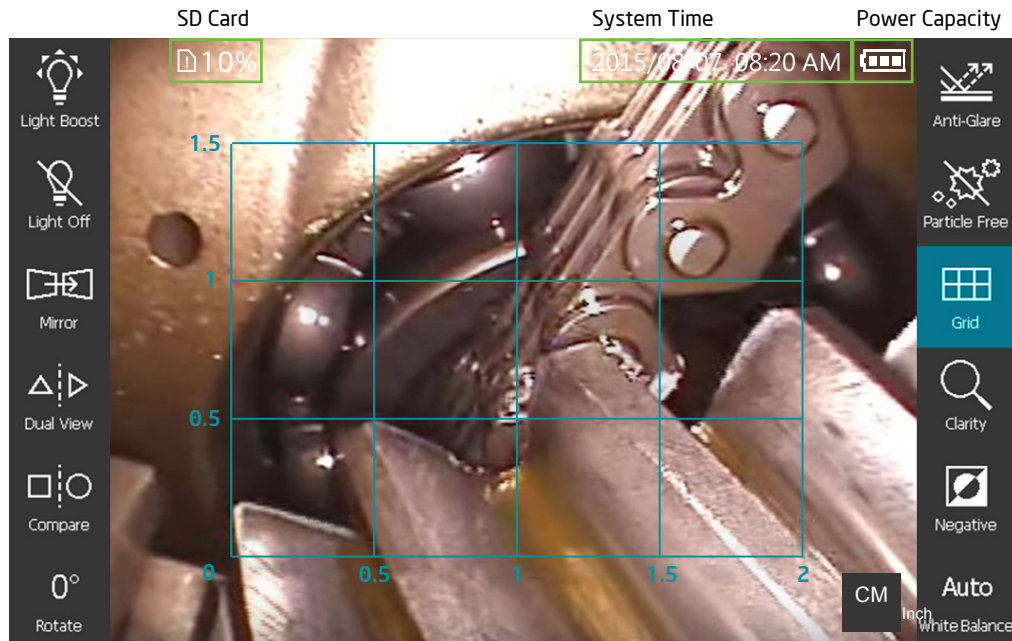 SD Card
System Time
Power Capacity
10%
2015/08/07 08:20 AM
Light Boost
Light Off
Mirror
Dual View
Compare
0°
Rotate
1.5
1
0.5
0
0.5
1
1.5
2
CM
Inch
Anti-Glare
Particle Free
Grid
Clarity
Negative
Auto
White Balance